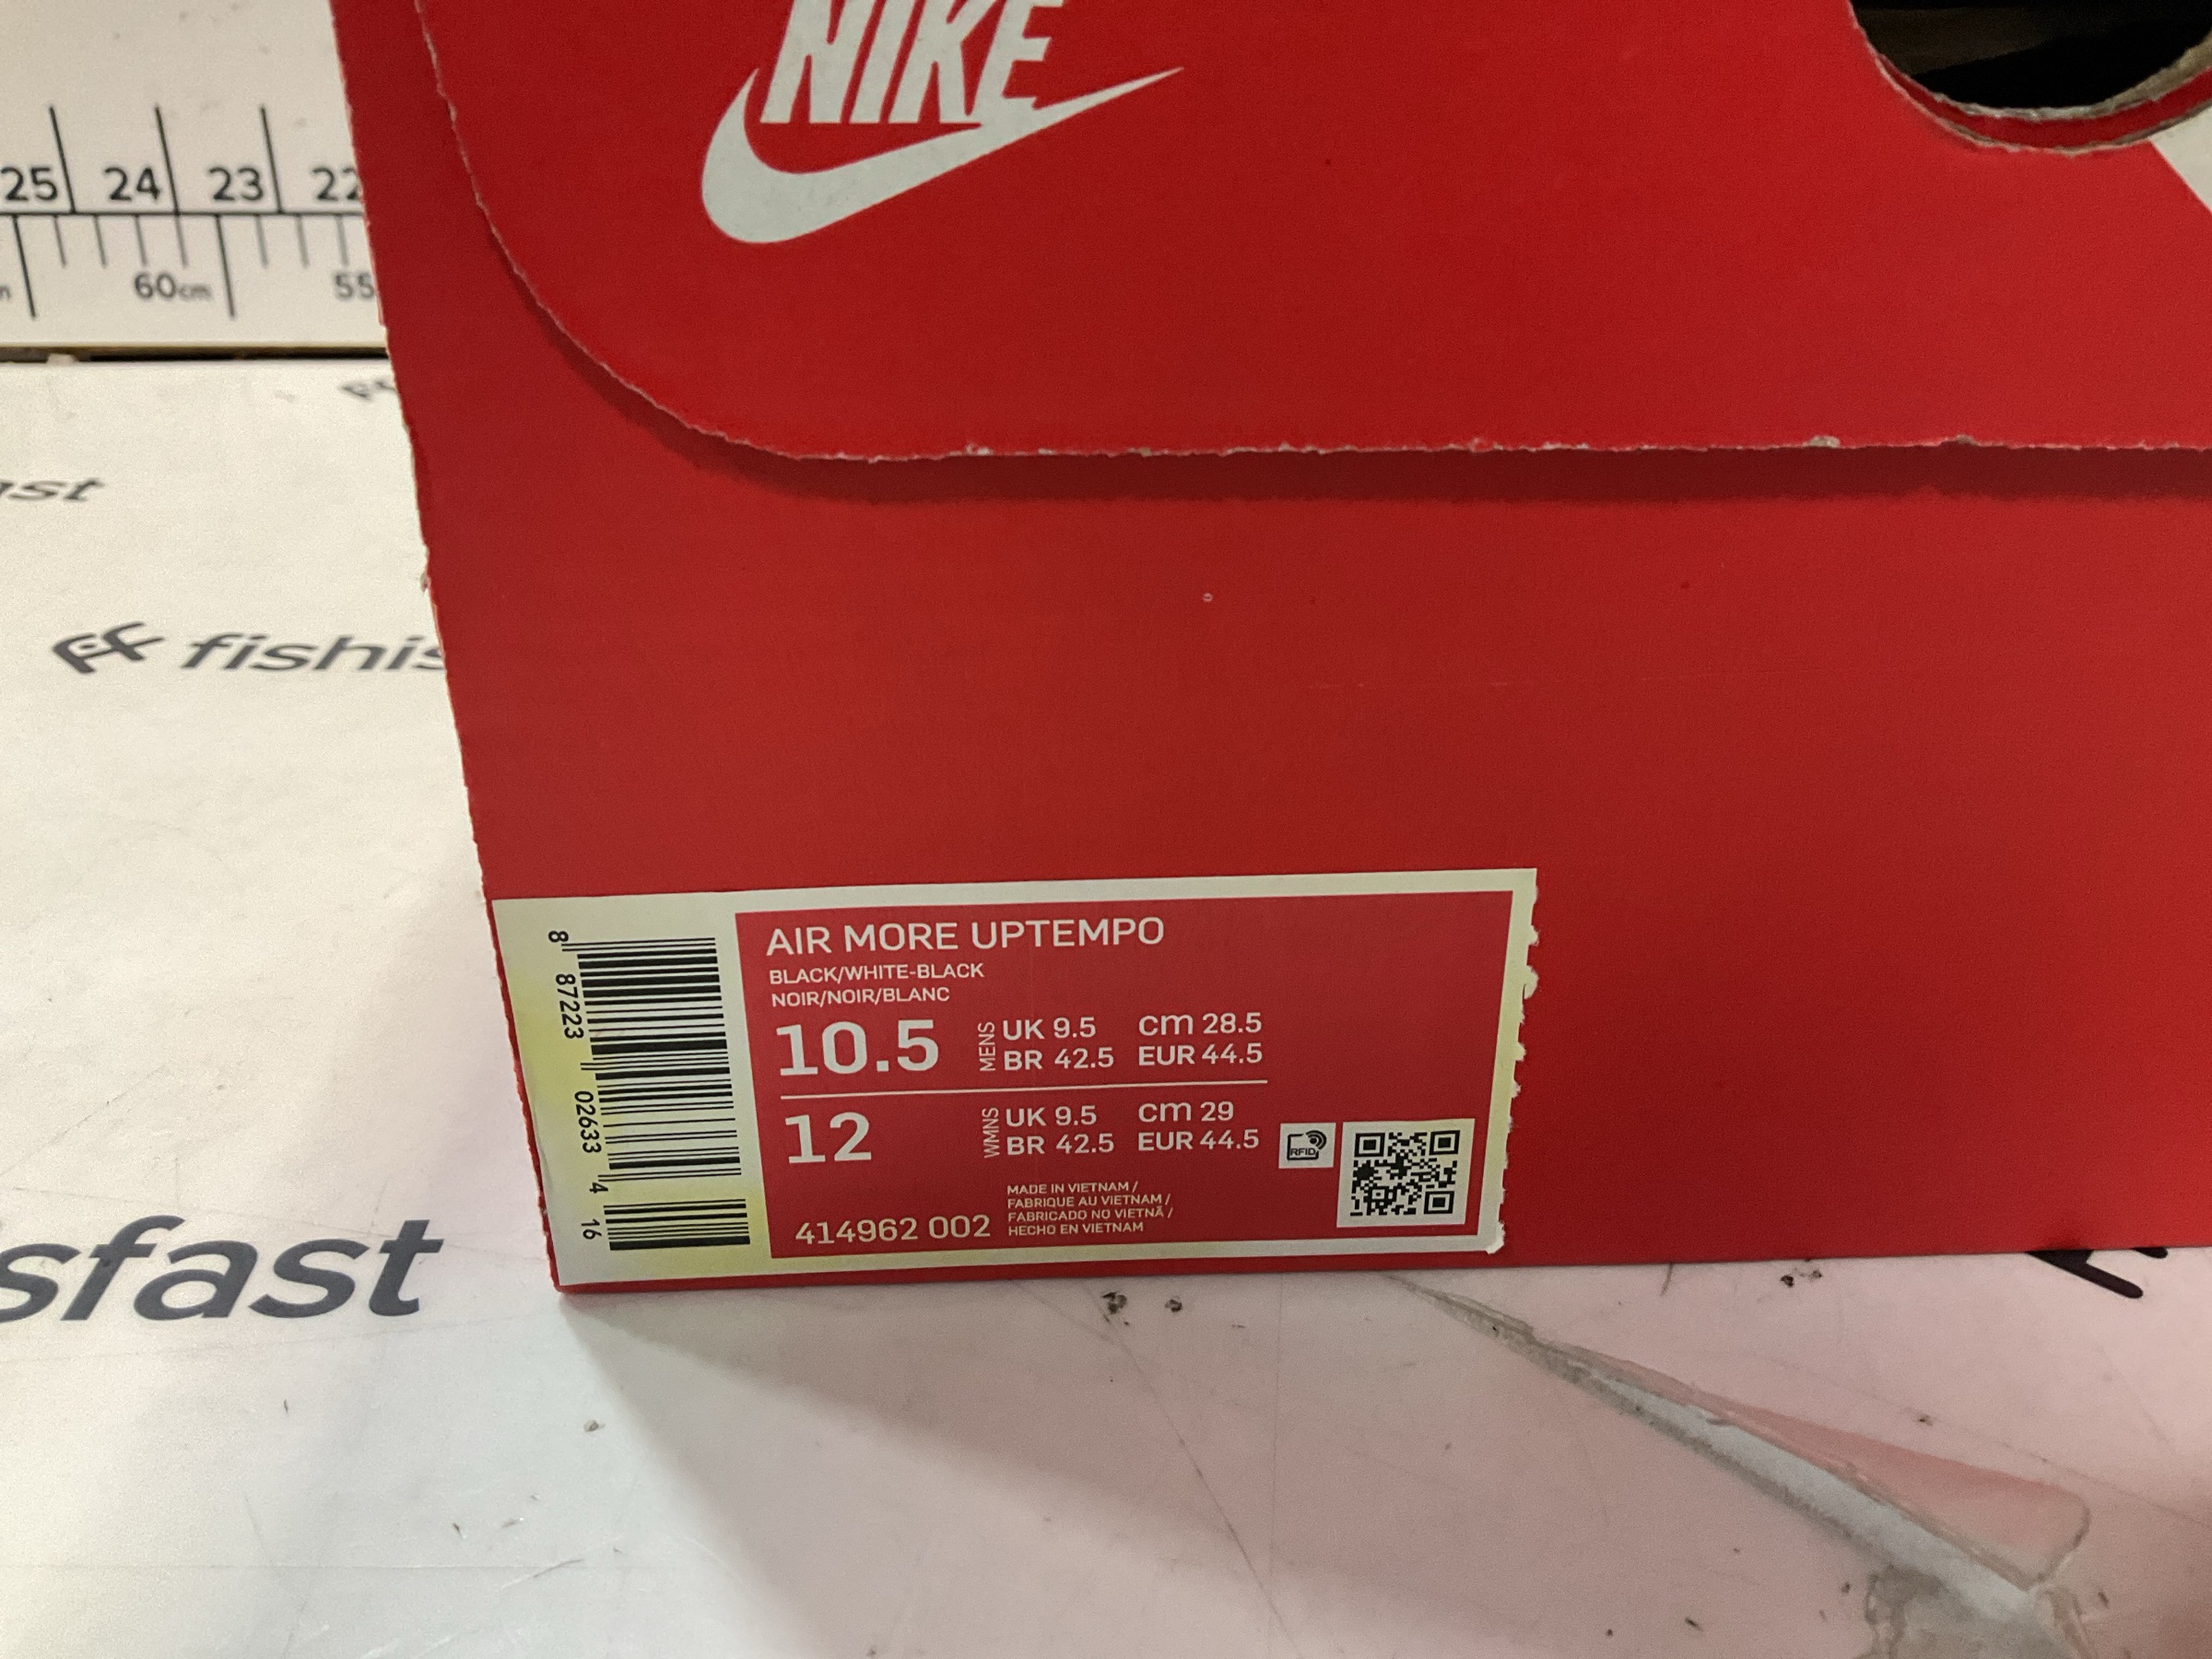 NIKE
25 24 23 22
60cm 55
fishis
sfast
AIR MORE UPTEMPO
BLACK/WHITE-BLACK
NOIR/NOIR/BLANC
10.5 MENS UK 9.5 cm 28.5
BR 42.5 EUR 44.5
12 WMNS UK 9.5 cm 29
BR 42.5 EUR 44.5
RFID
MADE IN VIETNAM /
FABRIQUE AU VIETNAM /
FABRICADO NO VIETNÃ /
HECHO EN VIETNAM
414962 002
8 87223 02633 4 16